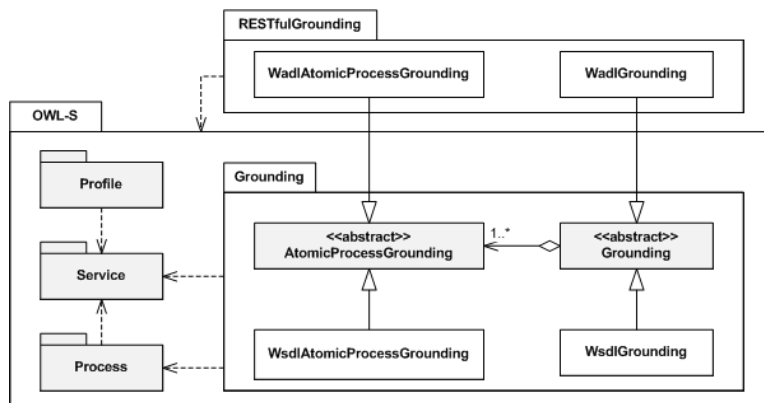 RESTfulGrounding
WadlAtomicProcessGrounding
WadlGrounding
OWL-S
Profile
Grounding
<<abstract>>
AtomicProcessGrounding
1..*
<<abstract>>
Grounding
Service
WsdlAtomicProcessGrounding
WsdlGrounding
Process